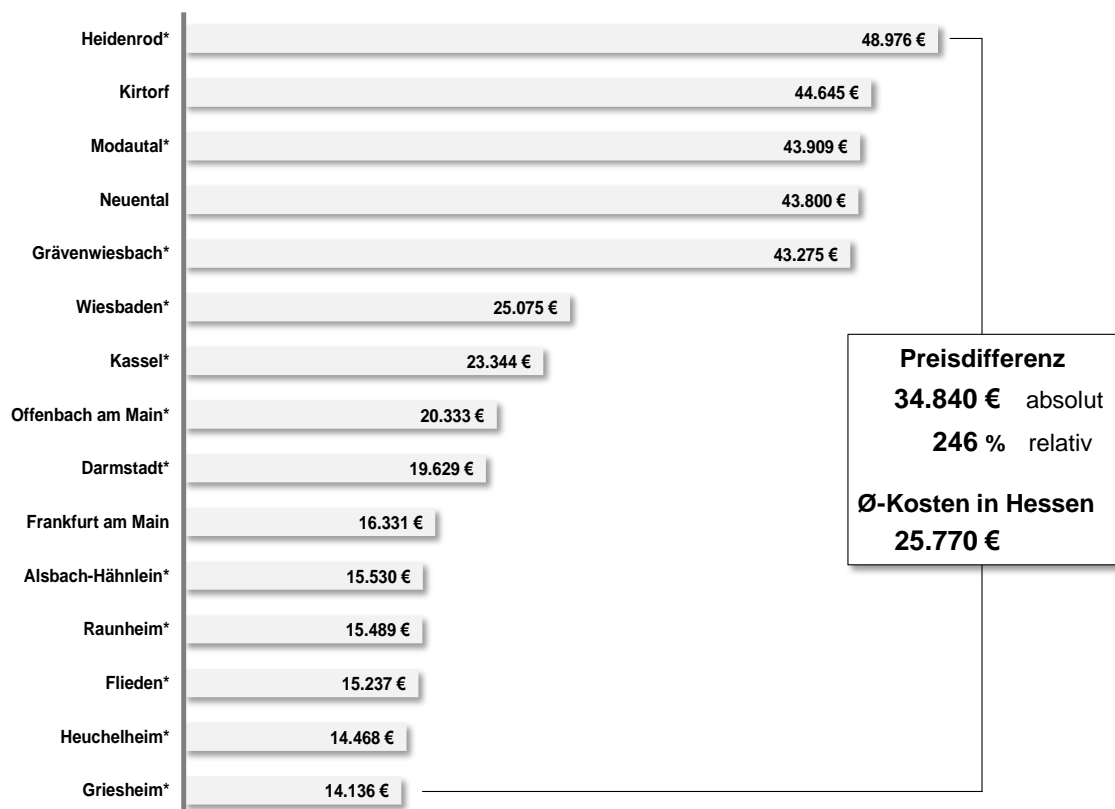 Heidenrod* 48.976 €
Kirtorf 44.645 €
Modautal* 43.909 €
Neuental 43.800 €
Grävenwiesbach* 43.275 €
Wiesbaden* 25.075 €
Kassel* 23.344 €
Offenbach am Main* 20.333 €
Darmstadt* 19.629 €
Frankfurt am Main 16.331 €
Alsbach-Hähnlein* 15.530 €
Raunheim* 15.489 €
Flieden* 15.237 €
Heuchelheim* 14.468 €
Griesheim* 14.136 €
Preisdifferenz
34.840 € absolut
246 % relativ
Ø-Kosten in Hessen
25.770 €